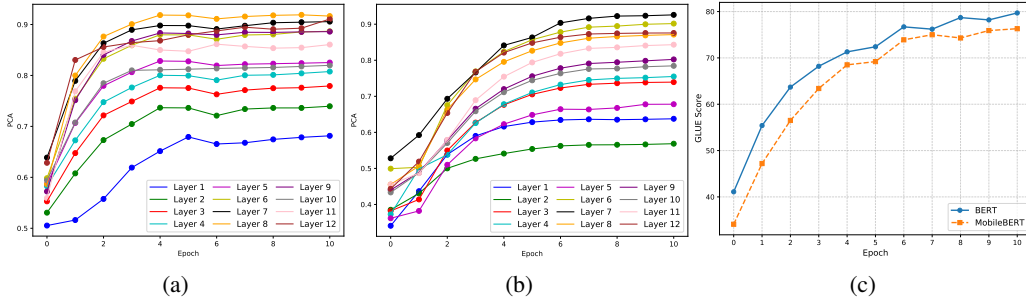 PCA
0.9
0.8
0.7
0.6
0.5
0 2 4 6 8 10
Epoch
Layer 1 Layer 5 Layer 9
Layer 2 Layer 6 Layer 10
Layer 3 Layer 7 Layer 11
Layer 4 Layer 8 Layer 12
(a)
PCA
0.9
0.8
0.7
0.6
0.5
0.4
0 2 4 6 8 10
Epoch
Layer 1 Layer 5 Layer 9
Layer 2 Layer 6 Layer 10
Layer 3 Layer 7 Layer 11
Layer 4 Layer 8 Layer 12
(b)
GLUE Score
80
70
60
50
40
0 1 2 3 4 5 6 7 8 9 10
Epoch
BERT
MobileBERT
(c)